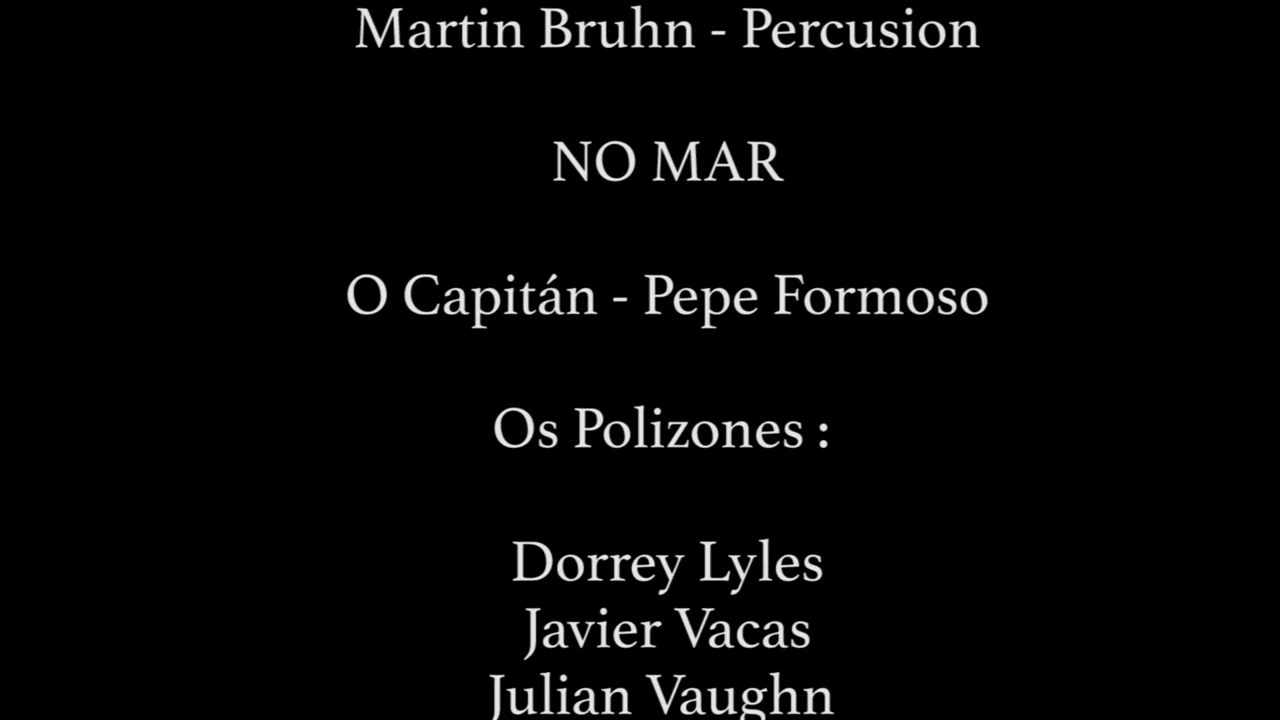 Martin Bruhn - Percusion
NO MAR
O Capitán - Pepe Formoso
Os Polizones :
Dorrey Lyles
Javier Vacas
Julian Vaughn